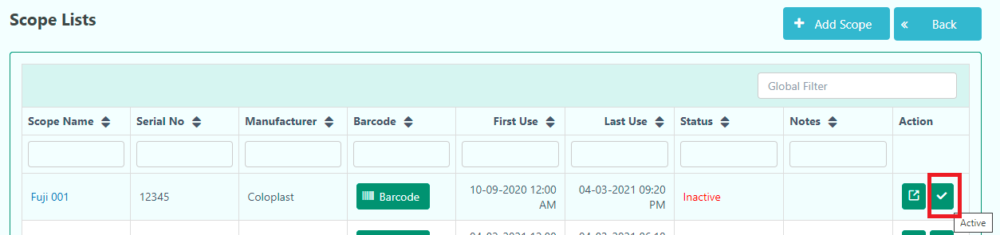 Scope Lists
Add Scope
Back
Global Filter
Scope Name Serial No Manufacturer Barcode First Use Last Use Status Notes Action
Fuji 001 12345 Coloplast Barcode 10-09-2020 12:00 AM 04-03-2021 09:20 PM Inactive
Active